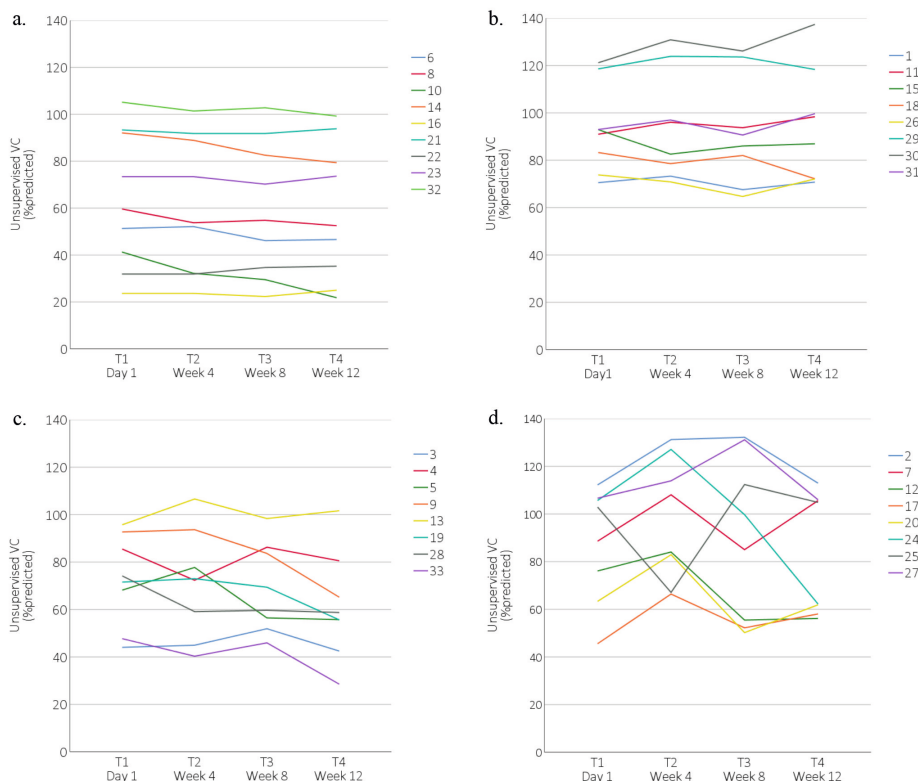 a.
140
120
100
80
60
40
20
0
Unsupervised VC
(%predicted)
T1
Day 1
T2
Week 4
T3
Week 8
T4
Week 12
6
8
10
14
16
21
22
23
32
b.
140
120
100
80
60
40
20
0
Unsupervised VC
(%predicted)
T1
Day1
T2
Week 4
T3
Week 8
T4
Week 12
1
11
15
18
26
29
30
31
c.
140
120
100
80
60
40
20
0
Unsupervised VC
(%predicted)
T1
Day 1
T2
Week 4
T3
Week 8
T4
Week 12
3
4
5
9
13
19
28
33
d.
140
120
100
80
60
40
20
0
Unsupervised VC
(%predicted)
T1
Day 1
T2
Week 4
T3
Week 8
T4
Week 12
2
7
12
17
20
24
25
27